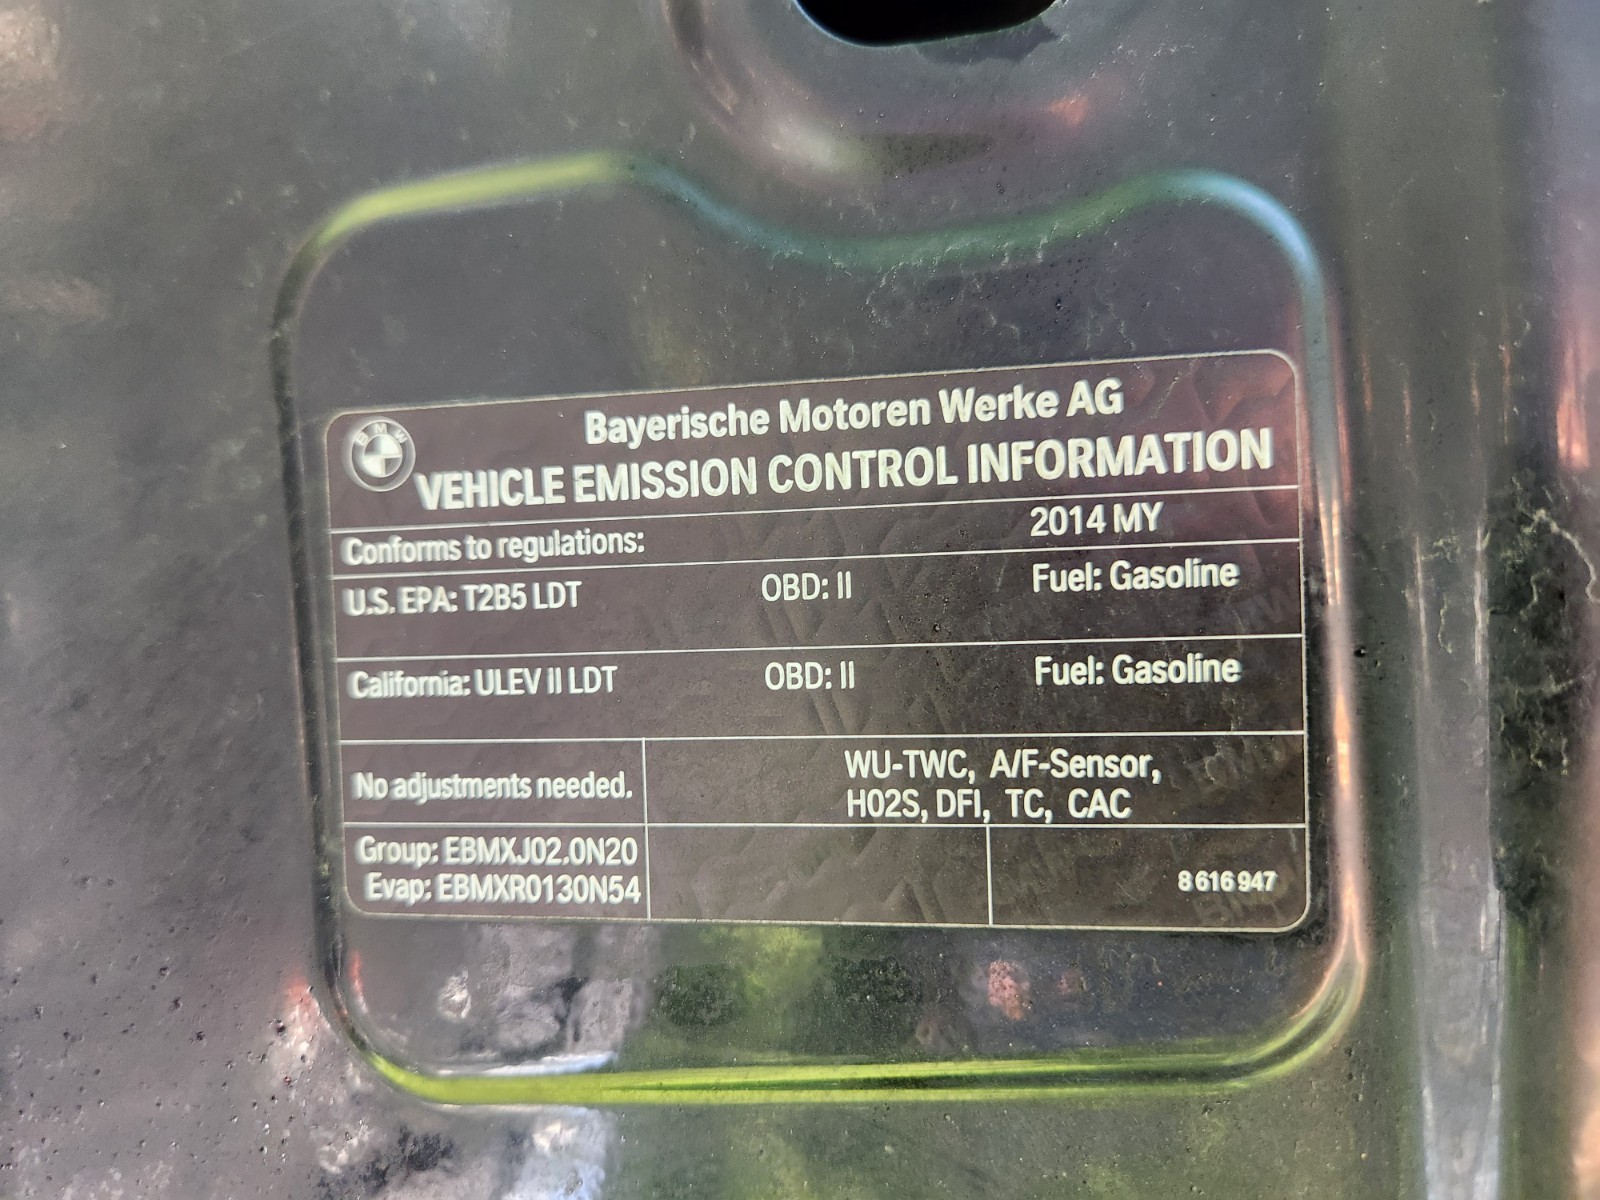 BMW
Bayerische Motoren Werke AG
VEHICLE EMISSION CONTROL INFORMATION
Conforms to regulations: 2014 MY
U.S. EPA: T2B5 LDT OBD: II Fuel: Gasoline
California: ULEV II LDT OBD: II Fuel: Gasoline
No adjustments needed.
WU-TWC, A/F-Sensor,
H02S, DFI, TC, CAC
Group: EBMXJ02.0N20
Evap: EBMXR0130N54
8 616 947